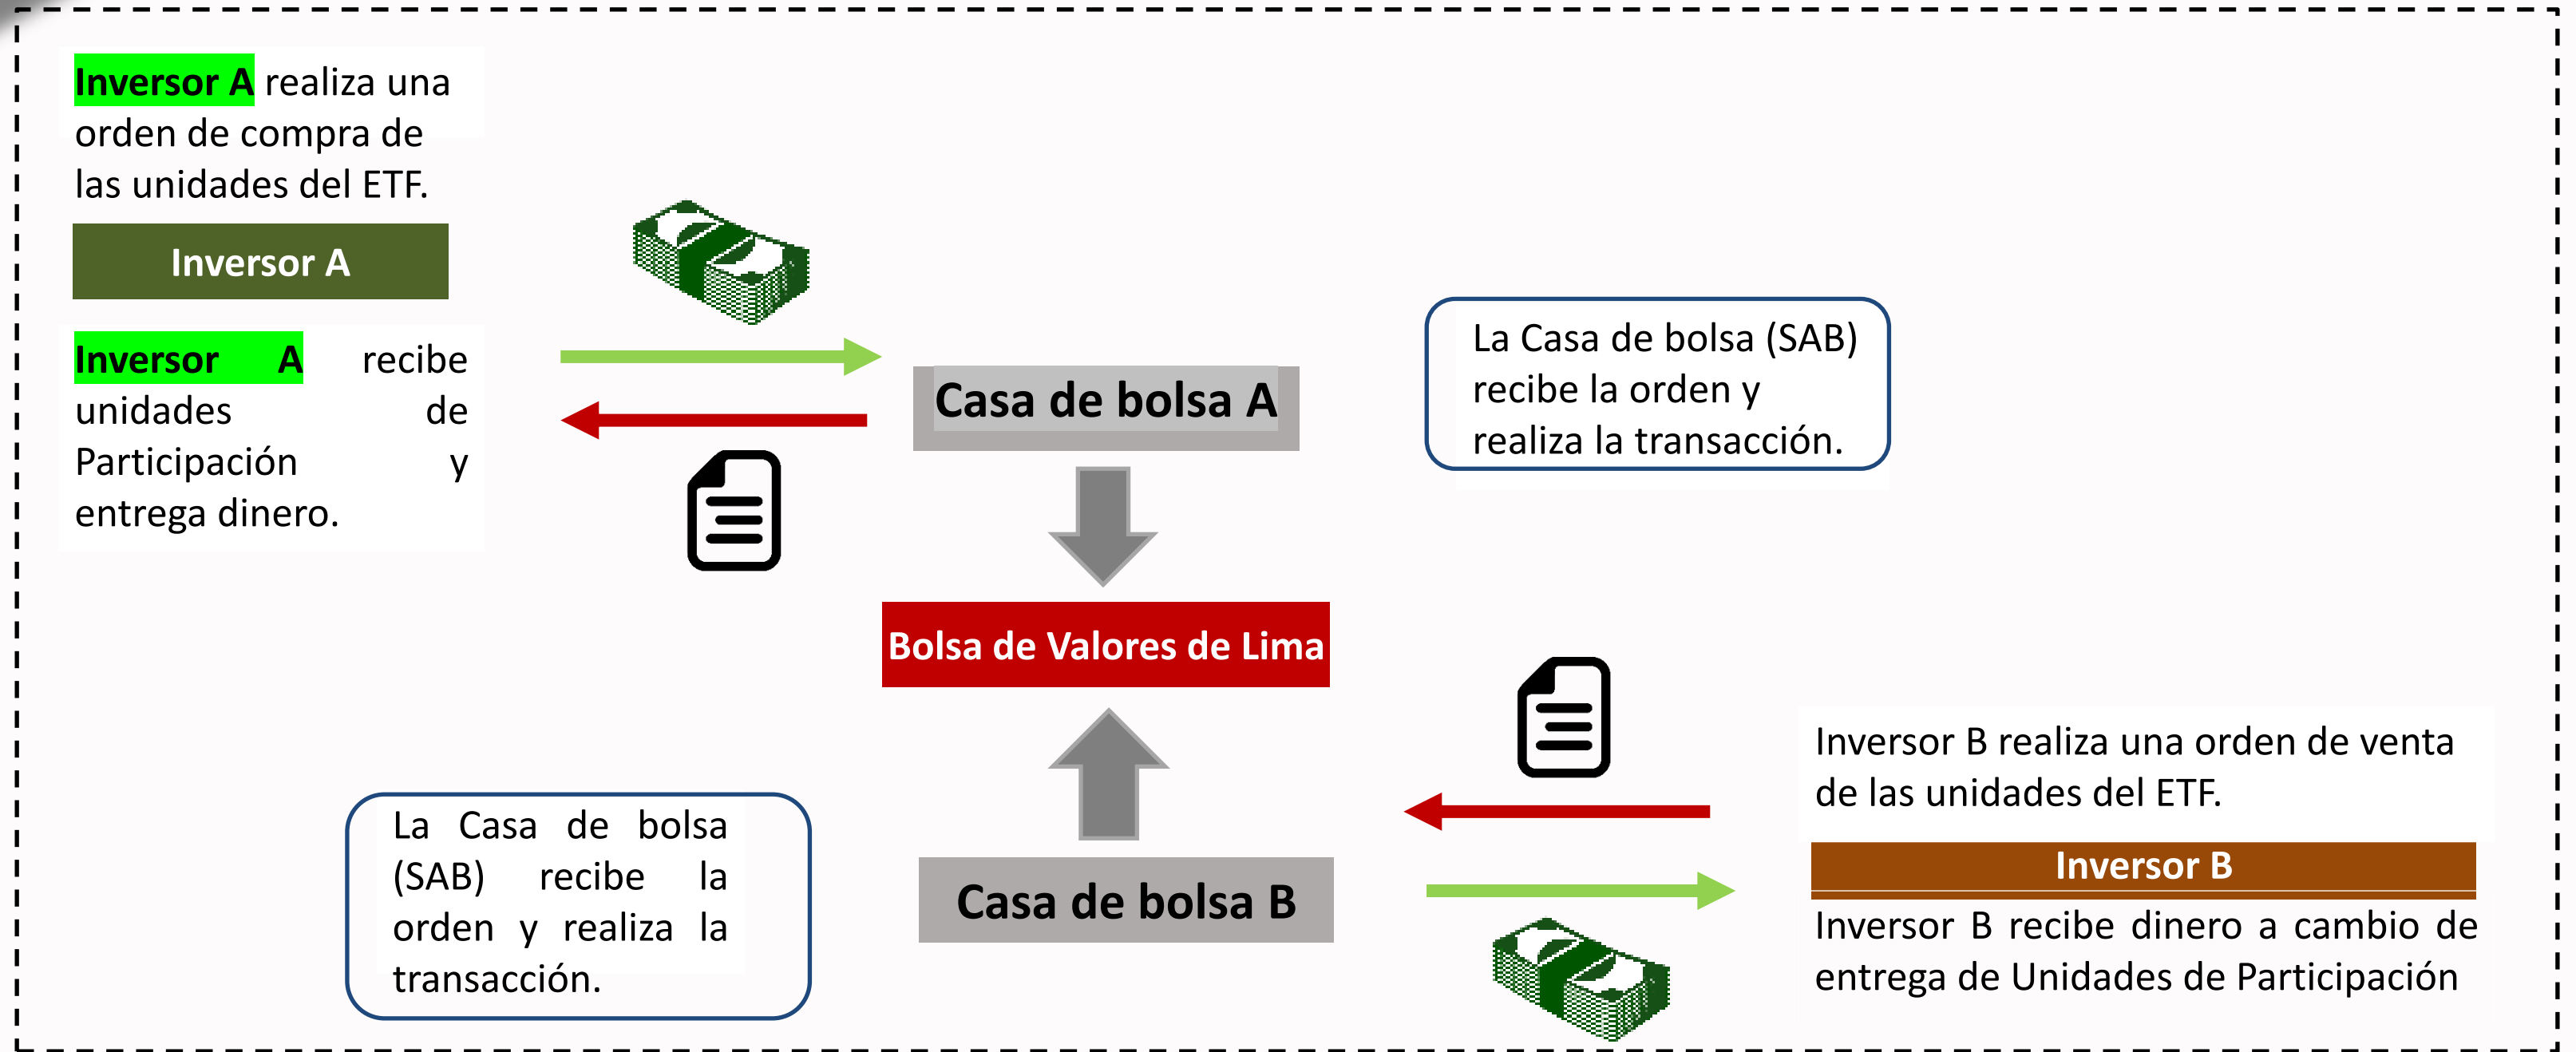 Inversor A realiza una
orden de compra de
las unidades del ETF.
Inversor A
Inversor A recibe
unidades de
Participación y
entrega dinero.
Casa de bolsa A
La Casa de bolsa (SAB)
recibe la orden y
realiza la transacción.
Bolsa de Valores de Lima
La Casa de bolsa
(SAB) recibe la
orden y realiza la
transacción.
Casa de bolsa B
Inversor B realiza una orden de venta
de las unidades del ETF.
Inversor B
Inversor B recibe dinero a cambio de
entrega de Unidades de Participación